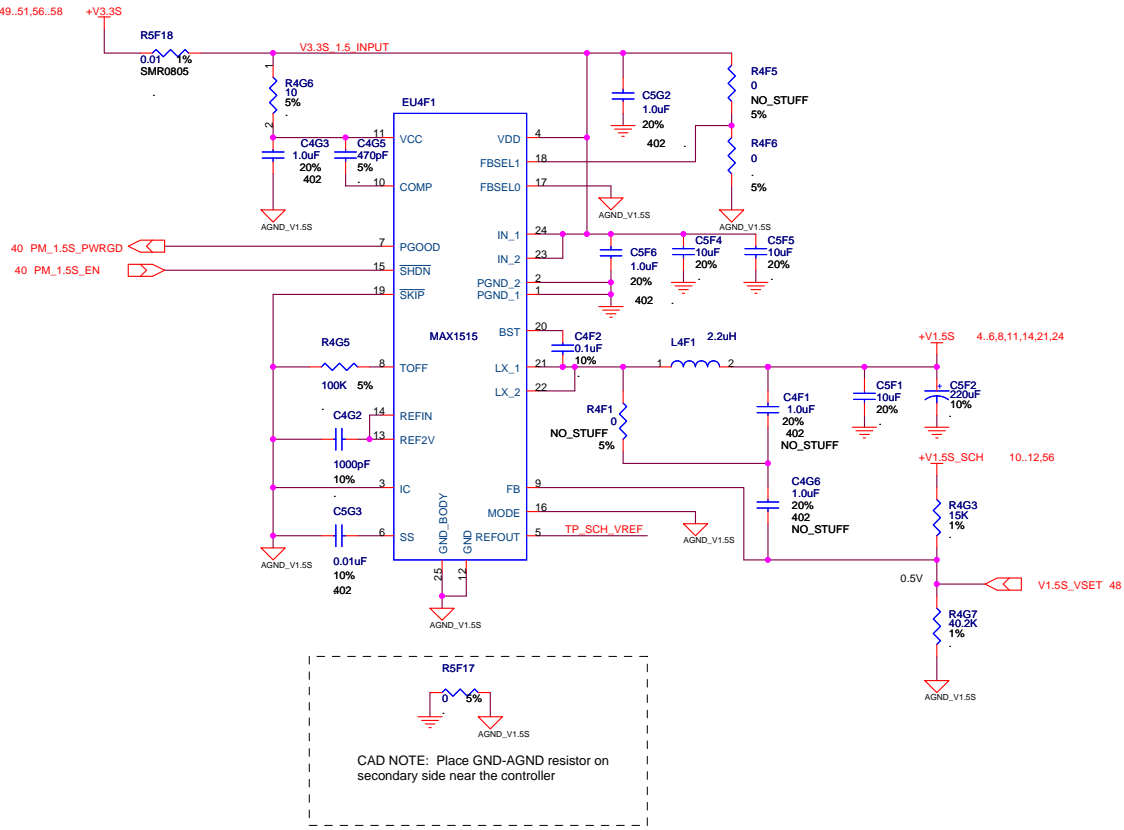 49..51,56..58
+V3.3S
R5F18
0.01 1%
SMR0805
.
V3.3S_1.5_INPUT
1
R4G6
10
5%
2
C4G3
1.0uF
20%
402
C4G5
470pF
5%
.
AGND_V1.5S
EU4F1
MAX1515
11 VCC
10 COMP
7 PGOOD
15 SHDN
19 SKIP
8 TOFF
14 REFIN
13 REF2V
3 IC
6 SS
GND_BODY
25
GND
12
VDD 4
FBSEL1 18
FBSEL0 17
IN_1 24
IN_2 23
PGND_2 2
PGND_1 1
BST 20
LX_1 21
LX_2 22
FB 9
MODE 16
REFOUT 5
40 PM_1.5S_PWRGD
40 PM_1.5S_EN
R4G5
100K 5%
.
C4G2
1000pF
10%
.
C5G3
0.01uF
10%
402
AGND_V1.5S
AGND_V1.5S
C5G2
1.0uF
20%
402 .
R4F5
0
NO_STUFF
5%
R4F6
0
.
5%
AGND_V1.5S
AGND_V1.5S
C5F6
1.0uF
20%
402 .
C5F4
10uF
20%
.
C5F5
10uF
20%
.
C4F2
0.1uF
10%
.
L4F1 2.2uH
1 2
R4F1
0
NO_STUFF
5%
C4F1
1.0uF
20%
402
NO_STUFF
C4G6
1.0uF
20%
402
NO_STUFF
+V1.5S 4..6,8,11,14,21,24
C5F1
10uF
20%
.
+
C5F2
220uF
10%
.
+V1.5S_SCH 10..12,56
R4G3
15K
1%
.
TP_SCH_VREF
AGND_V1.5S
0.5V
V1.5S_VSET 48
R4G7
40.2K
1%
.
AGND_V1.5S
R5F17
0 5%
.
AGND_V1.5S
CAD NOTE: Place GND-AGND resistor on
secondary side near the controller